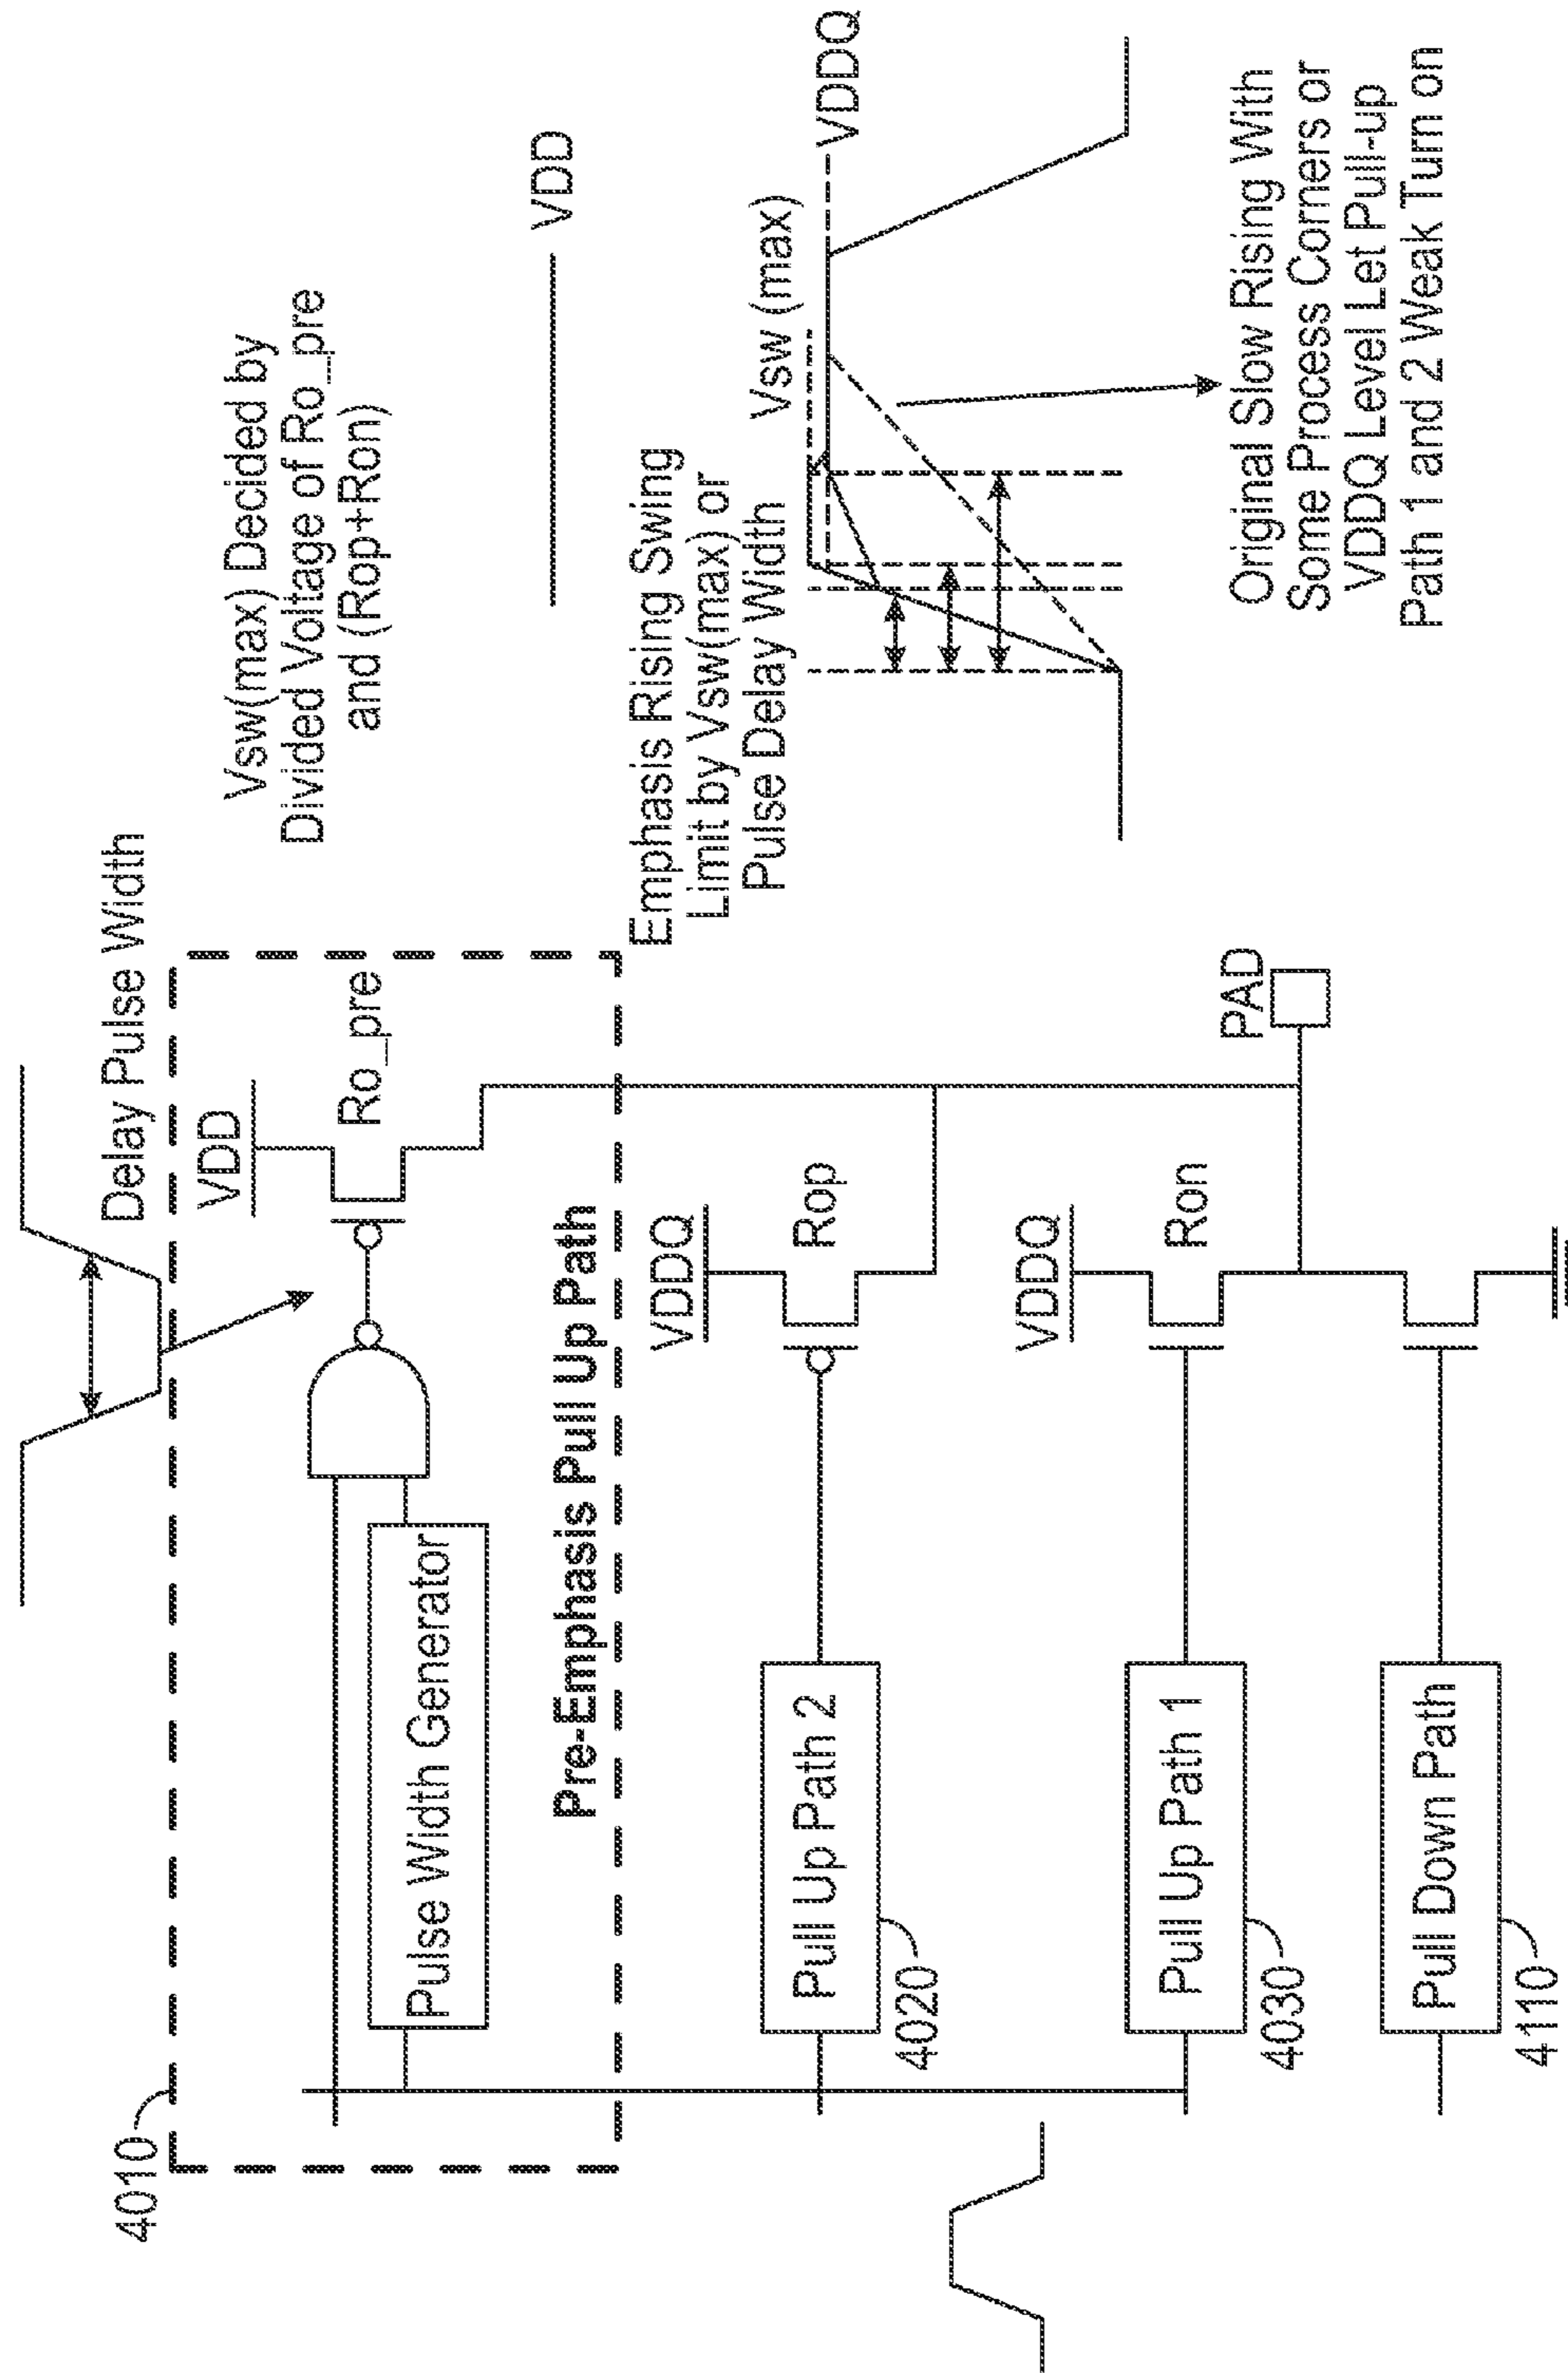 Delay Pulse Width
4010
VDD
Ro_pre
Pulse Width Generator
Pre-Emphasis Pull Up Path
VDDQ
Rop
Pull Up Path 2
4020
VDDQ
Ron
Pull Up Path 1
4030
PAD
Pull Down Path
4110
Vsw(max) Decided by
Divided Voltage of Ro_pre
and (Rop+Ron)
VDD
Emphasis Rising Swing
Limit by Vsw(max) or
Pulse Delay Width
Vsw (max)
VDDQ
Original Slow Rising With
Some Process Corners or
VDDQ Level Let Pull-up
Path 1 and 2 Weak Turn on